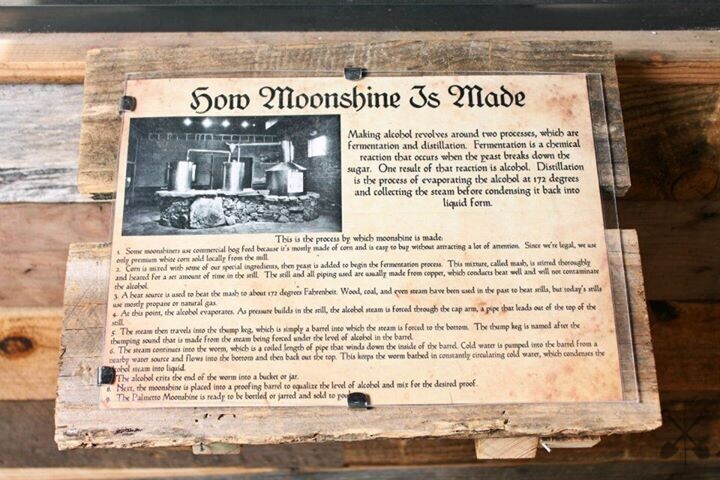 How Moonshine Is Made
Making alcohol revolves around two processes, which are
fermentation and distillation. Fermentation is a chemical
reaction that occurs when the yeast breaks down the
sugar. One result of that reaction is alcohol. Distillation
is the process of evaporating the alcohol at 172 degrees
and collecting the steam before condensing it back into
liquid form.
This is the process by which moonshine is made:
1. Some moonshiners use commercial hog feed because it's mostly made of corn and is easy to buy without attracting a lot of attention. Since we're legal, we use
only premium white corn sold locally from the mill.
2. Corn is mixed with some of our special ingredients, then yeast is added to begin the fermentation process. This mixture, called mash, is stirred thoroughly
and heated for a set amount of time in the still. The still and all piping used are usually made from copper, which conducts heat well and will not contaminate
the alcohol.
3. A heat source is used to heat the mash to about 172 degrees Fahrenheit. Wood, coal, and even steam have been used in the past to heat stills, but today's stills
use mostly propane or natural gas.
4. At this point, the alcohol evaporates. As pressure builds in the still, the alcohol steam is forced through the cap arm, a pipe that leads out of the top of the
still.
5. The steam then travels into the thump keg, which is simply a barrel into which the steam is forced to the bottom. The thump keg is named after the
thumping sound that is made from the steam being forced under the level of alcohol in the barrel.
6. The steam continues into the worm, which is a coiled length of pipe that winds down the inside of the barrel. Cold water is pumped into the barrel from a
nearby water source and flows into the bottom and then back out the top. This keeps the worm bathed in constantly circulating cold water, which condenses the
alcohol steam into liquid.
The alcohol exits the end of the worm into a bucket or jar.
8. Next, the moonshine is placed into a proofing barrel to equalize the level of alcohol and mix for the desired proof.
9. The Palmetto Moonshine is ready to be bottled or jarred and sold to